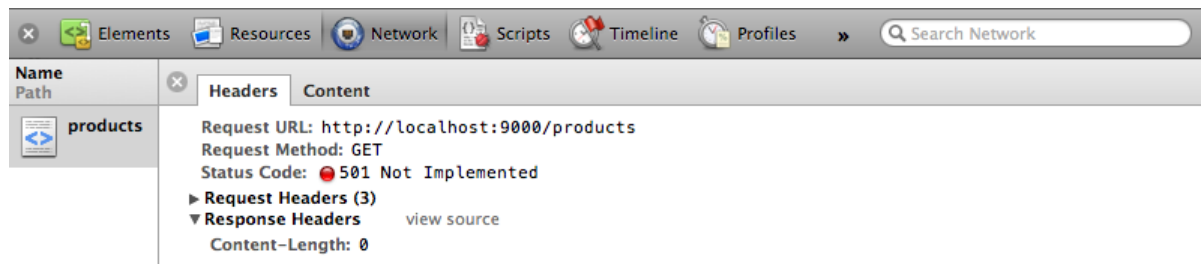 Elements Resources Network Scripts Timeline Profiles » Search Network
Name
Path
Headers Content
products
Request URL: http://localhost:9000/products
Request Method: GET
Status Code: 501 Not Implemented
Request Headers (3)
Response Headers view source
Content-Length: 0